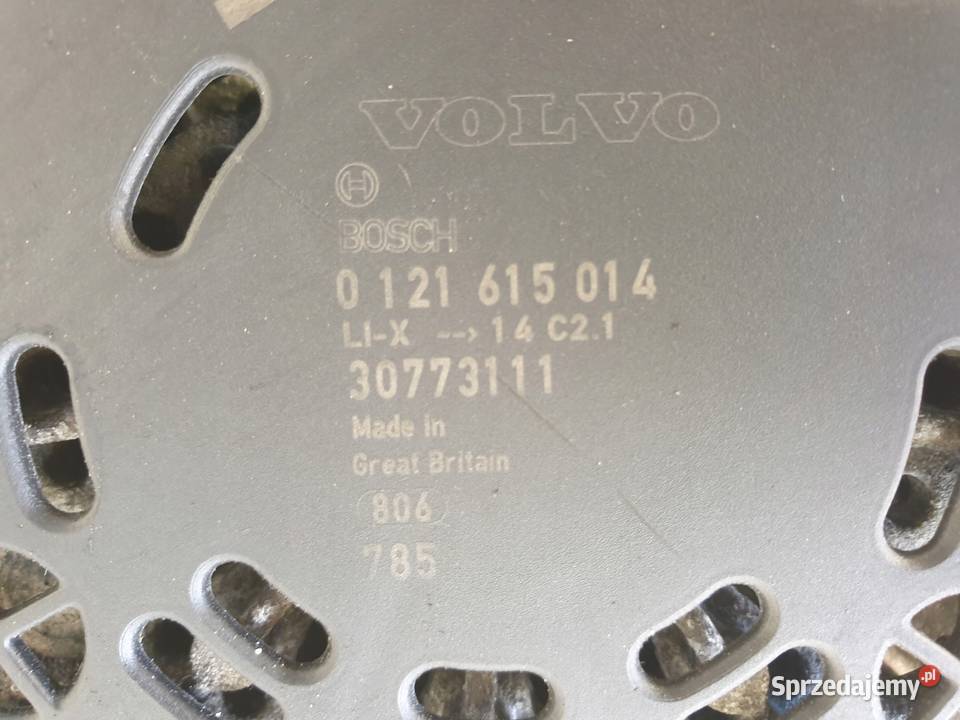 VOLVO
BOSCH
0 121 615 014
LI-X --> 14 C2.1
30773111
Made in
Great Britain
806
785
Sprzedajemy.pl